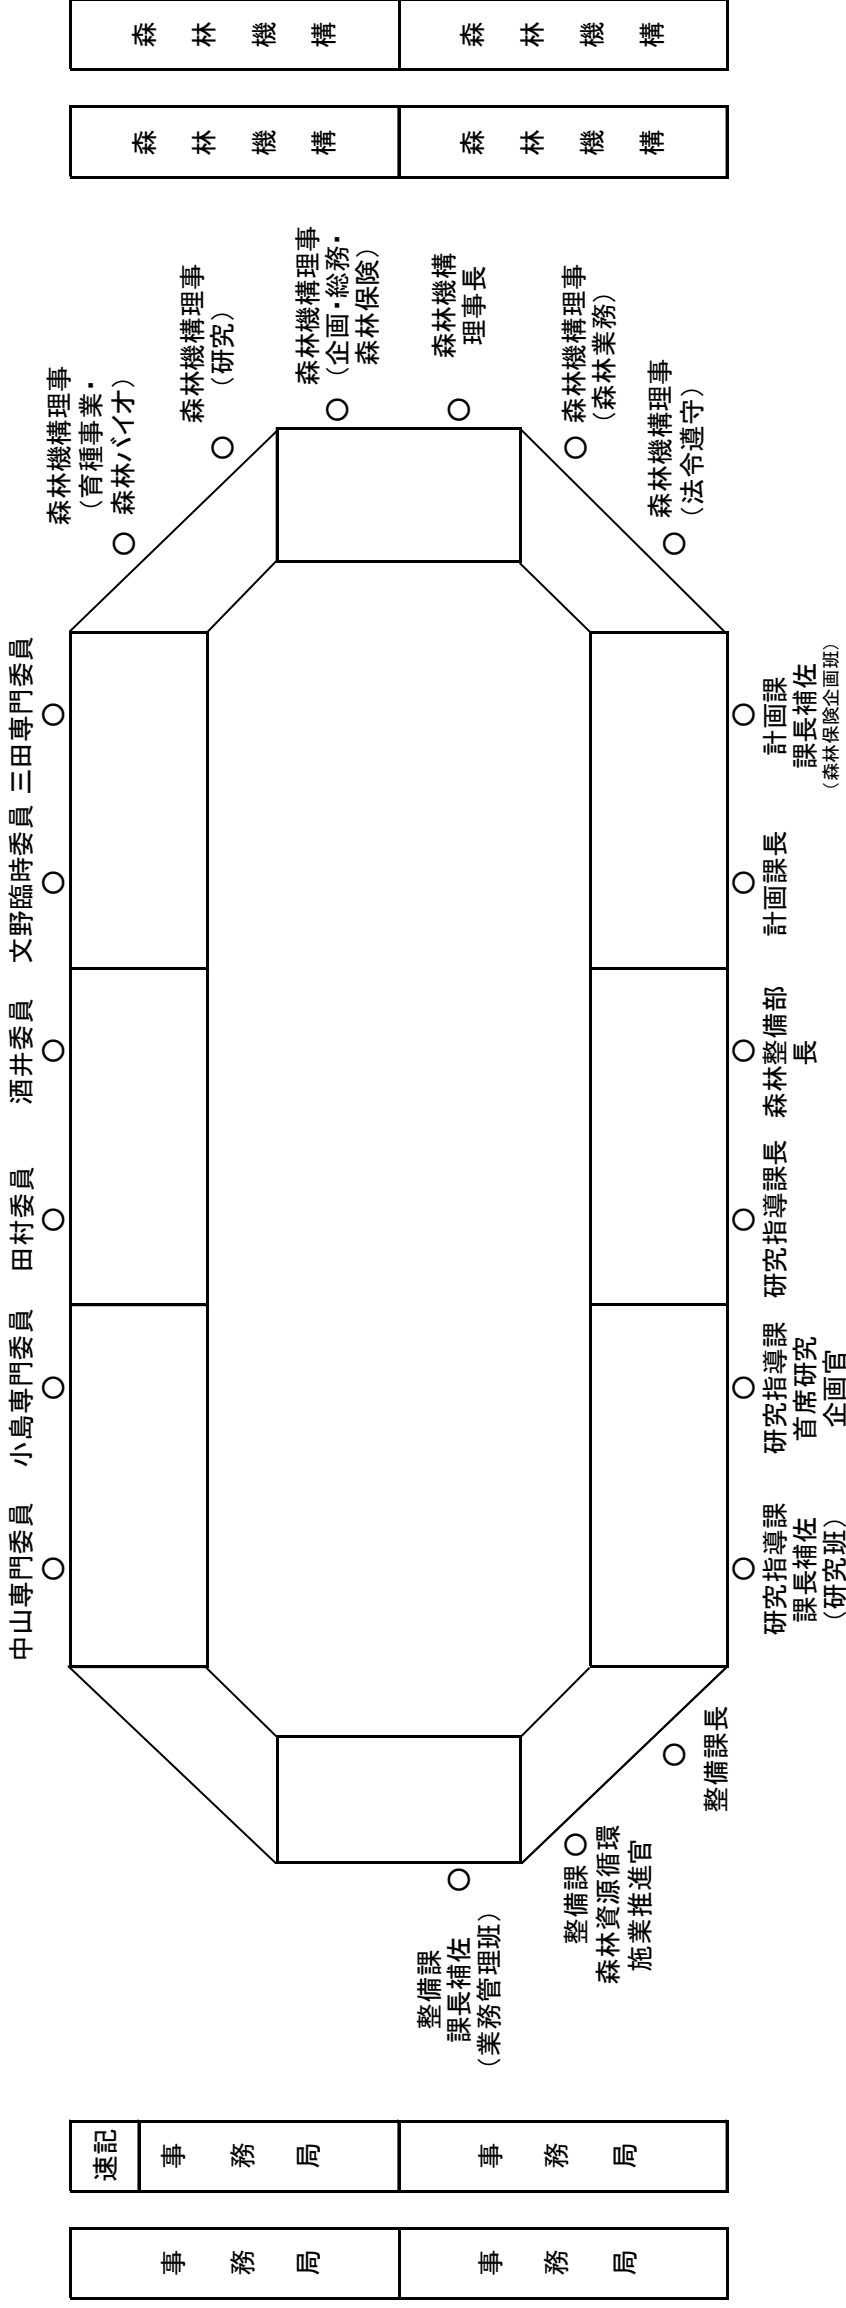 中山専門委員
小島専門委員
田村委員
酒井委員
文野臨時委員
三田専門委員
森林機構理事
(育種事業・
森林バイオ)
森林機構理事
(研究)
森林機構理事
(企画・総務・
森林保険)
森林機構
理事長
森林機構理事
(森林業務)
森林機構理事
(法令遵守)
森林機構
森林機構
森林機構
森林機構
速記
事務局
事務局
事務局
事務局
整備課
課長補佐
(業務管理班)
整備課
森林資源循環
施業推進官
整備課長
研究指導課
課長補佐
(研究班)
研究指導課
首席研究
企画官
研究指導課長
森林整備部
長
計画課長
計画課
課長補佐
(森林保険企画班)